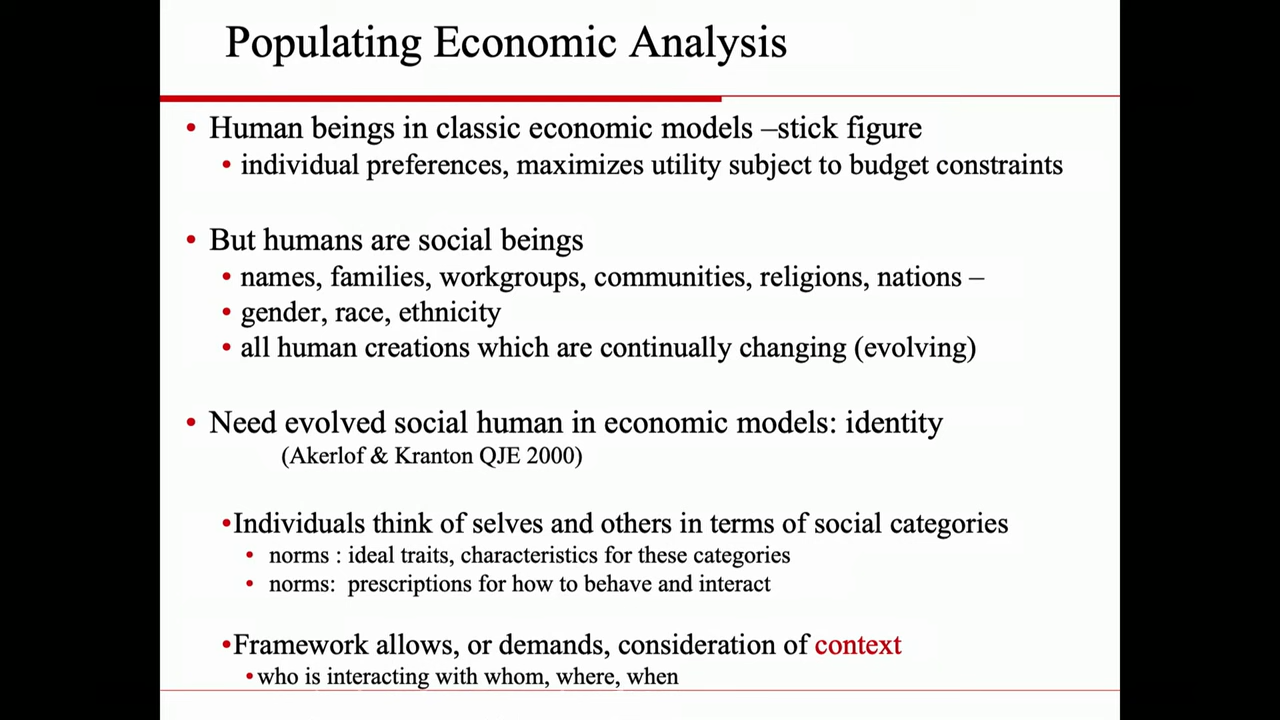 Populating Economic Analysis
• Human beings in classic economic models –stick figure
• individual preferences, maximizes utility subject to budget constraints
• But humans are social beings
• names, families, workgroups, communities, religions, nations –
• gender, race, ethnicity
• all human creations which are continually changing (evolving)
• Need evolved social human in economic models: identity
(Akerlof & Kranton QJE 2000)
•Individuals think of selves and others in terms of social categories
• norms : ideal traits, characteristics for these categories
• norms: prescriptions for how to behave and interact
•Framework allows, or demands, consideration of context
•who is interacting with whom, where, when